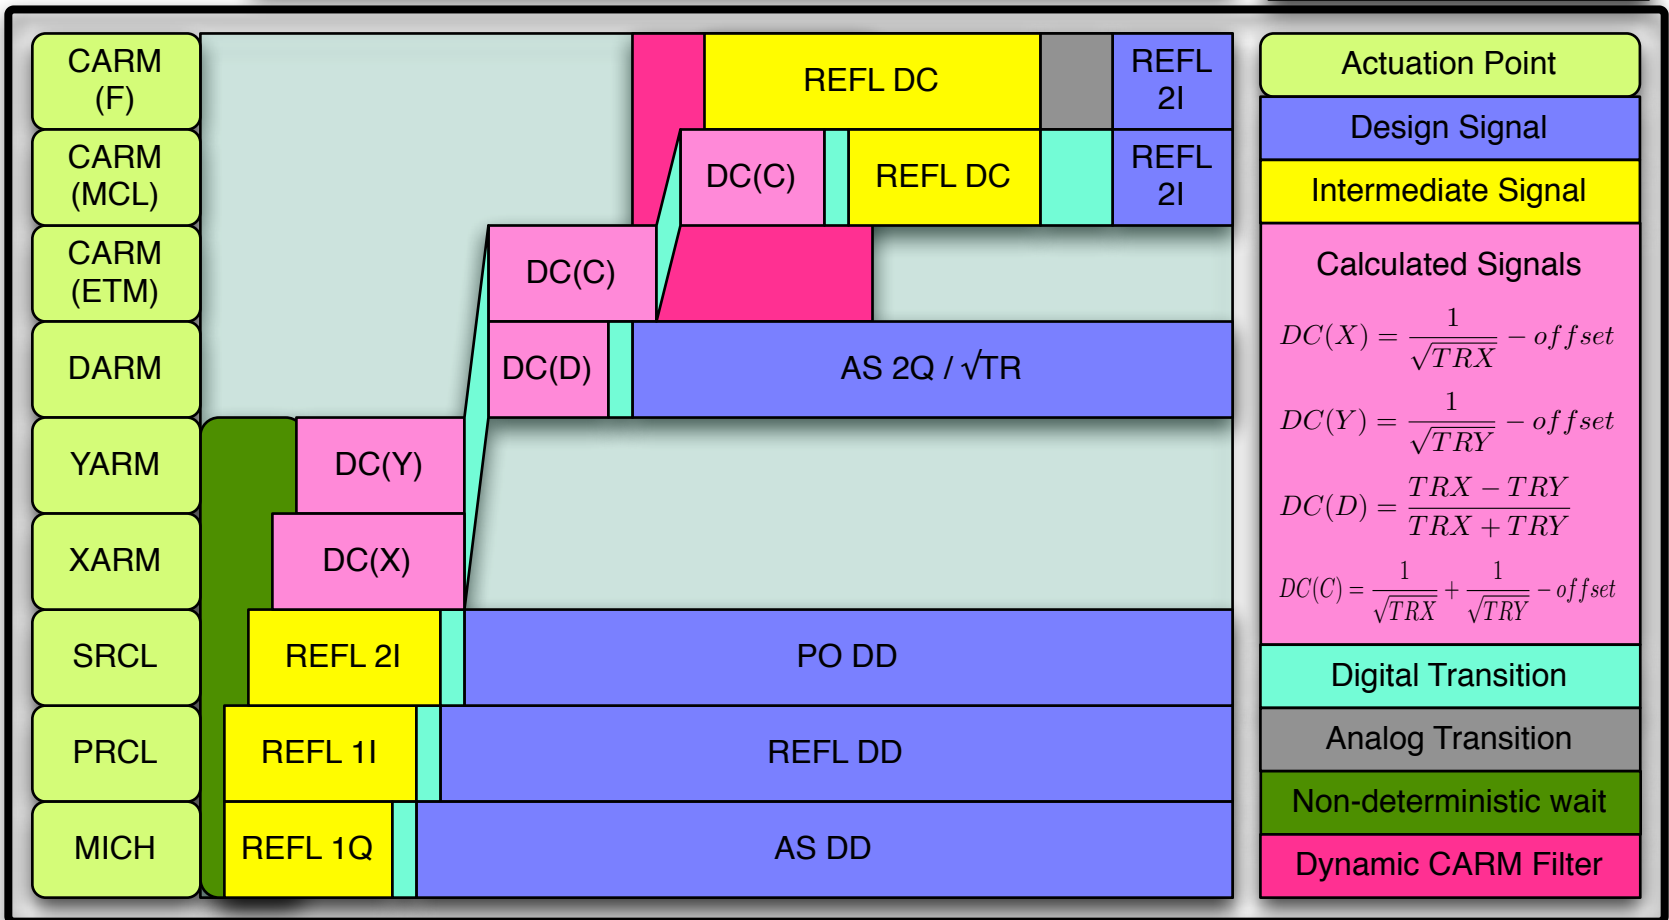 CARM
(F)
REFL DC
REFL
2I
CARM
(MCL)
DC(C)
REFL DC
REFL
2I
CARM
(ETM)
DC(C)
DARM
DC(D)
AS 2Q / √TR
YARM
DC(Y)
XARM
DC(X)
SRCL
REFL 2I
PO DD
PRCL
REFL 1I
REFL DD
MICH
REFL 1Q
AS DD
Actuation Point
Design Signal
Intermediate Signal
Calculated Signals
DC(X) = 1/√TRX − offset
DC(Y) = 1/√TRY − offset
DC(D) = TRX − TRY / TRX + TRY
DC(C) = 1/√TRX + 1/√TRY − offset
Digital Transition
Analog Transition
Non-deterministic wait
Dynamic CARM Filter